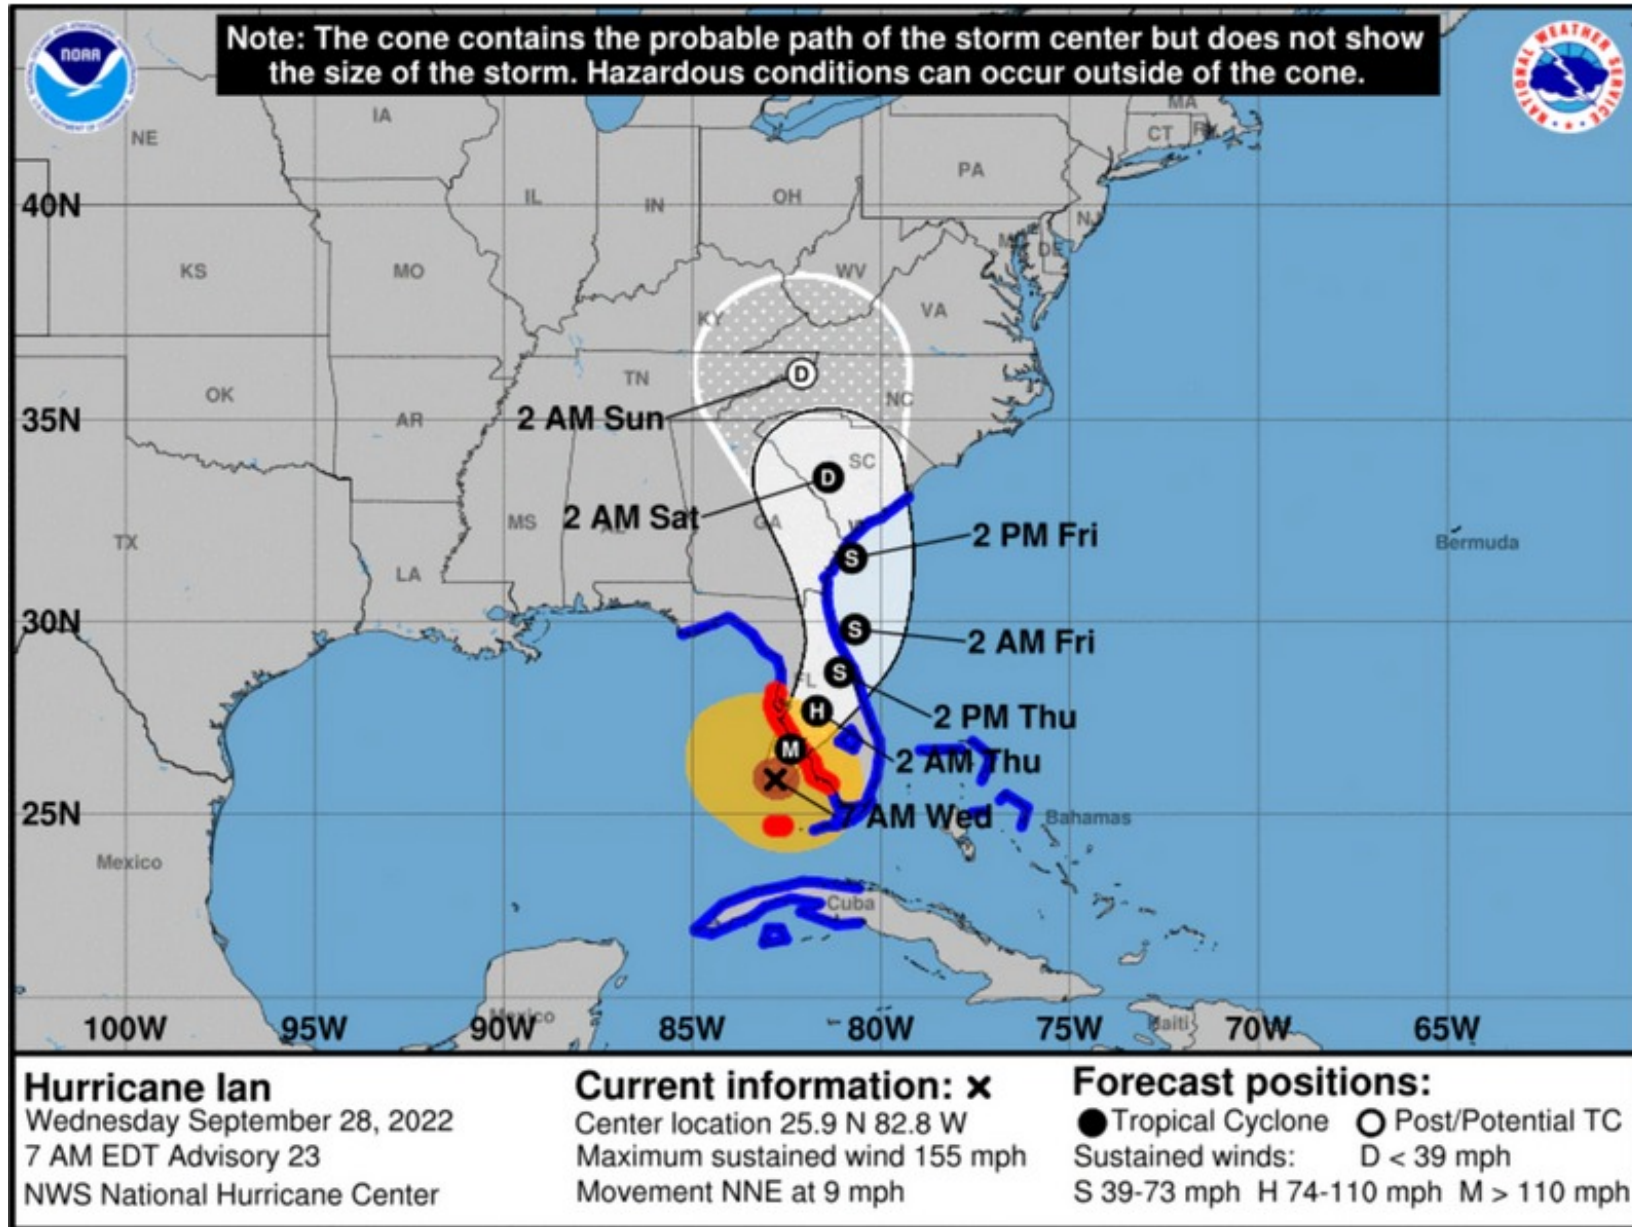 Note: The cone contains the probable path of the storm center but does not show
the size of the storm. Hazardous conditions can occur outside of the cone.
NOAA
NATIONAL WEATHER SERVICE
MA
IA
CT
NE
PA
OH
IL
IN
40N
NJ
DE
WV
KS
MO
VA
KY
TN
D
OK
NC
2 AM Sun
35N
AR
SC
D
2 AM Sat
MS
GA
2 PM Fri
TX
Bermuda
S
LA
30N
S
2 AM Fri
FL
S
H
2 PM Thu
M
2 AM Thu
25N
7 AM Wed
Bahamas
Mexico
Cuba
Mexico
Haiti
100W 95W 90W 85W 80W 75W 70W 65W
Hurricane Ian
Wednesday September 28, 2022
7 AM EDT Advisory 23
NWS National Hurricane Center
Current information: ×
Center location 25.9 N 82.8 W
Maximum sustained wind 155 mph
Movement NNE at 9 mph
Forecast positions:
Tropical Cyclone Post/Potential TC
Sustained winds: D < 39 mph
S 39-73 mph H 74-110 mph M > 110 mph